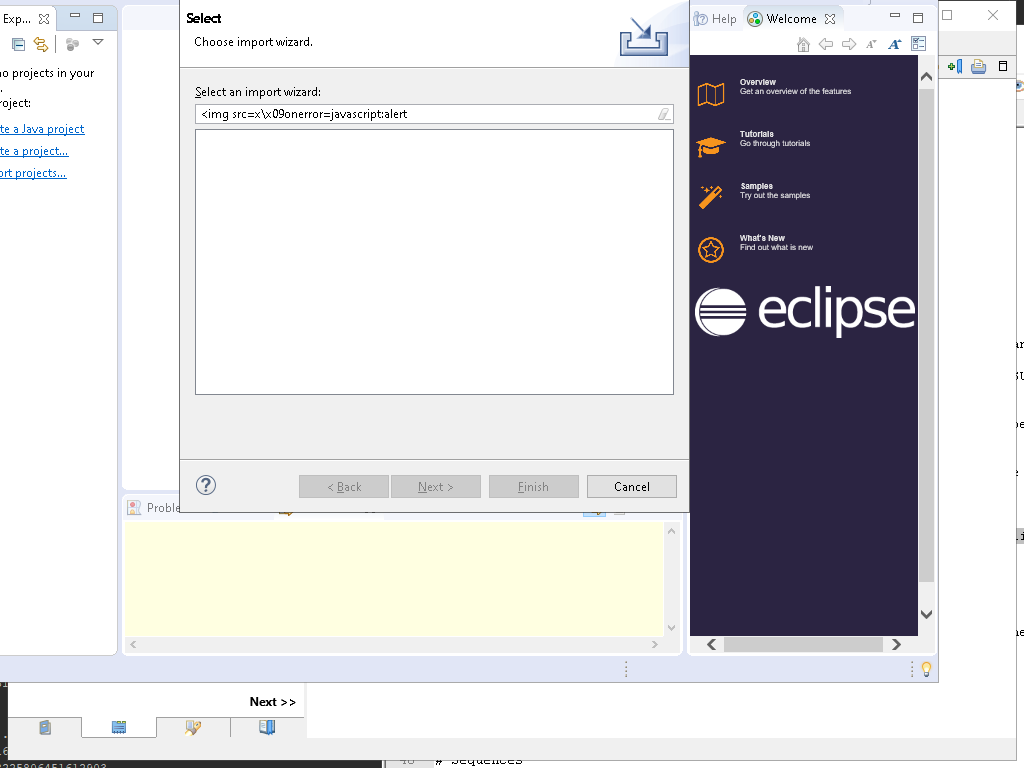 Exp...
no projects in your
.
roject:
te a Java project
te a project...
ort projects...
Select
Choose import wizard.
Select an import wizard:
<img src=x\x09onerror=javascript:alert
< Back
Next >
Finish
Cancel
Proble
Help
Welcome
Overview
Get an overview of the features
Tutorials
Go through tutorials
Samples
Try out the samples
What's New
Find out what is new
eclipse
Next >>
# Sequences